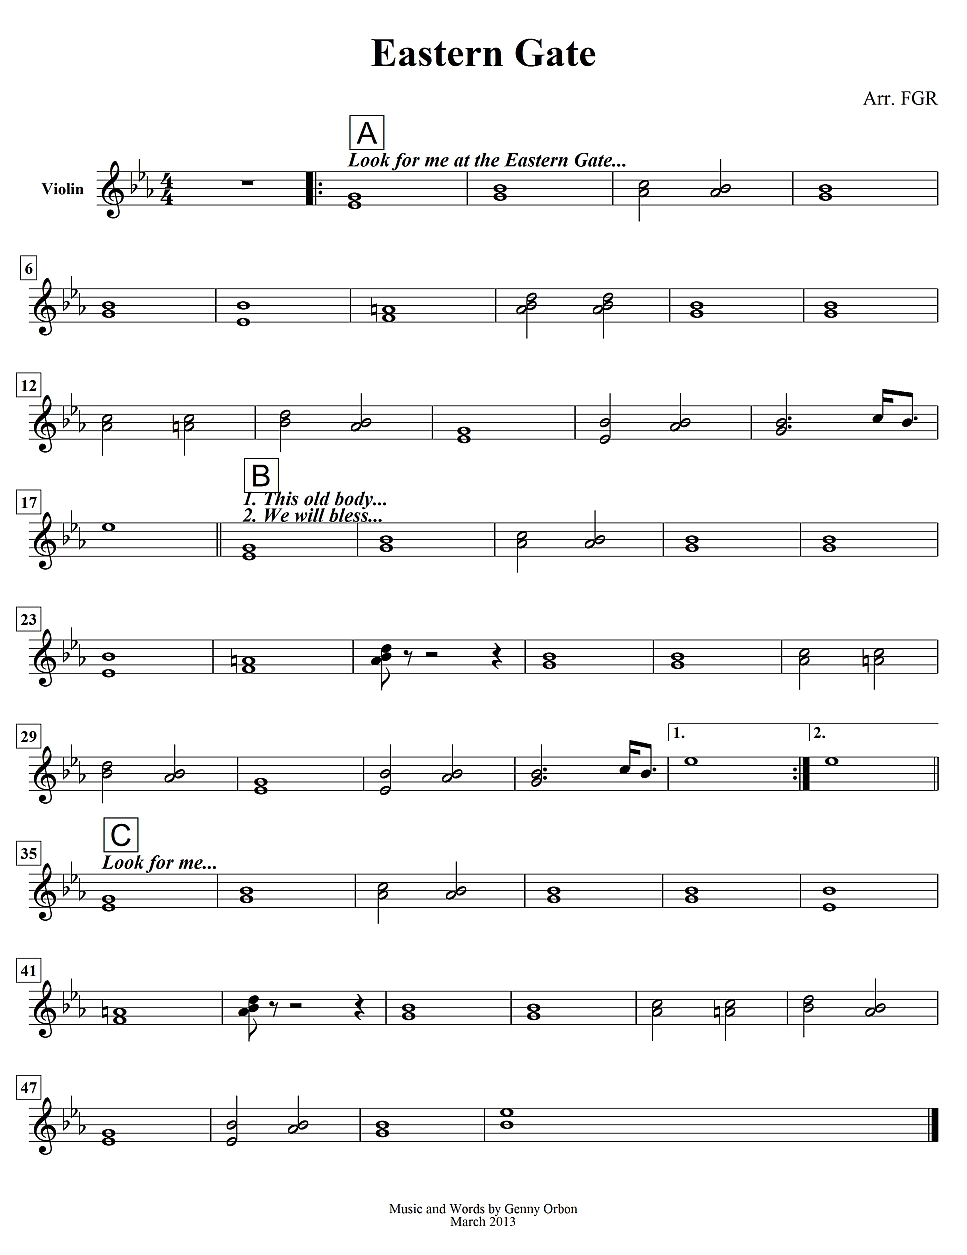 Eastern Gate
Arr. FGR
A
Look for me at the Eastern Gate...
Violin
4
4
6
12
B
17
1. This old body...
2. We will bless...
23
29
1.
2.
C
35
Look for me...
41
47
Music and Words by Genny Orbon
March 2013